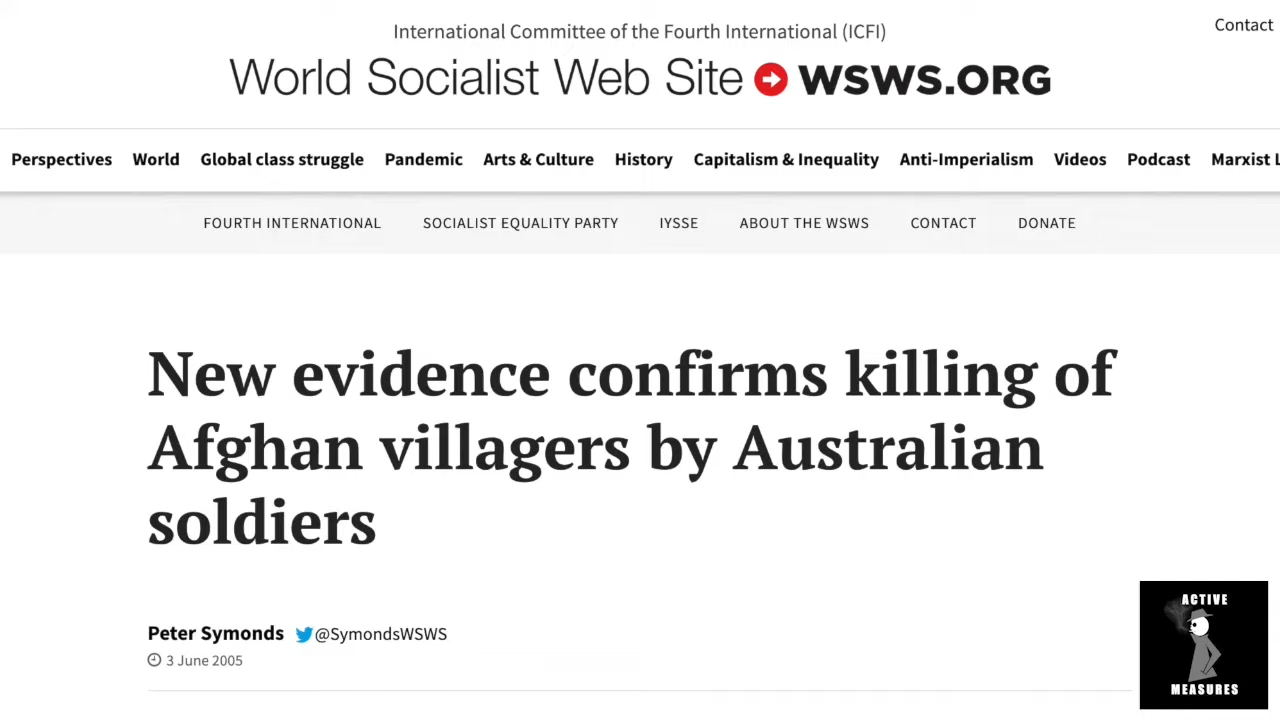 International Committee of the Fourth International (ICFI)
Contact
World Socialist Web Site WSWS.ORG
Perspectives World Global class struggle Pandemic Arts & Culture History Capitalism & Inequality Anti-Imperialism Videos Podcast Marxist L
FOURTH INTERNATIONAL SOCIALIST EQUALITY PARTY IYSSE ABOUT THE WSWS CONTACT DONATE
New evidence confirms killing of
Afghan villagers by Australian
soldiers
Peter Symonds @SymondsWSWS
3 June 2005
ACTIVE
MEASURES